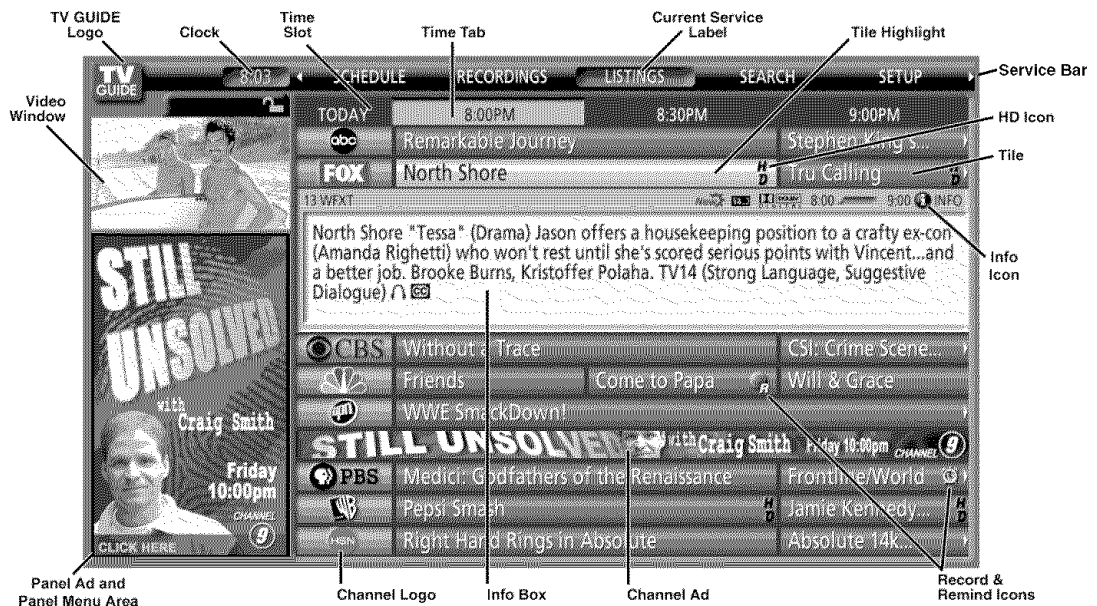 TV GUIDE
Logo
Clock
Time
Slot
Time Tab
Current Service
Label
Tile Highlight
TV
GUIDE
8:03
SCHEDULE
RECORDINGS
LISTINGS
SEARCH
SETUP
Service Bar
Video
Window
TODAY
8:00PM
8:30PM
9:00PM
HD Icon
abc
Remarkable Journey
Stephen King's...
Tile
FOX
North Shore
HD
Tru Calling
HD
13 WFXT
8:00
9:00
INFO
North Shore "Tessa" (Drama) Jason offers a housekeeping position to a crafty ex-con
(Amanda Righetti) who won't rest until she's scored serious points with Vincent...and
a better job. Brooke Burns, Kristoffer Polaha. TV14 (Strong Language, Suggestive
Dialogue) CC
Info
Icon
STILL
UNSOLVED
with
Craig Smith
Friday
10:00pm
CHANNEL
9
CLICK HERE
CBS
Without a Trace
CSI: Crime Scene...
Friends
Come to Papa
R
Will & Grace
upn
WWE SmackDown!
STILL UNSOLVED with Craig Smith Friday 10:00pm CHANNEL 9
PBS
Medici: Godfathers of the Renaissance
Frontline/World
WB
Pepsi Smash
HD
Jamie Kennedy...
HD
HSN
Right Hand Rings in Absolute
Absolute 14k...
Panel Ad and
Panel Menu Area
Channel Logo
Info Box
Channel Ad
Record &
Remind Icons